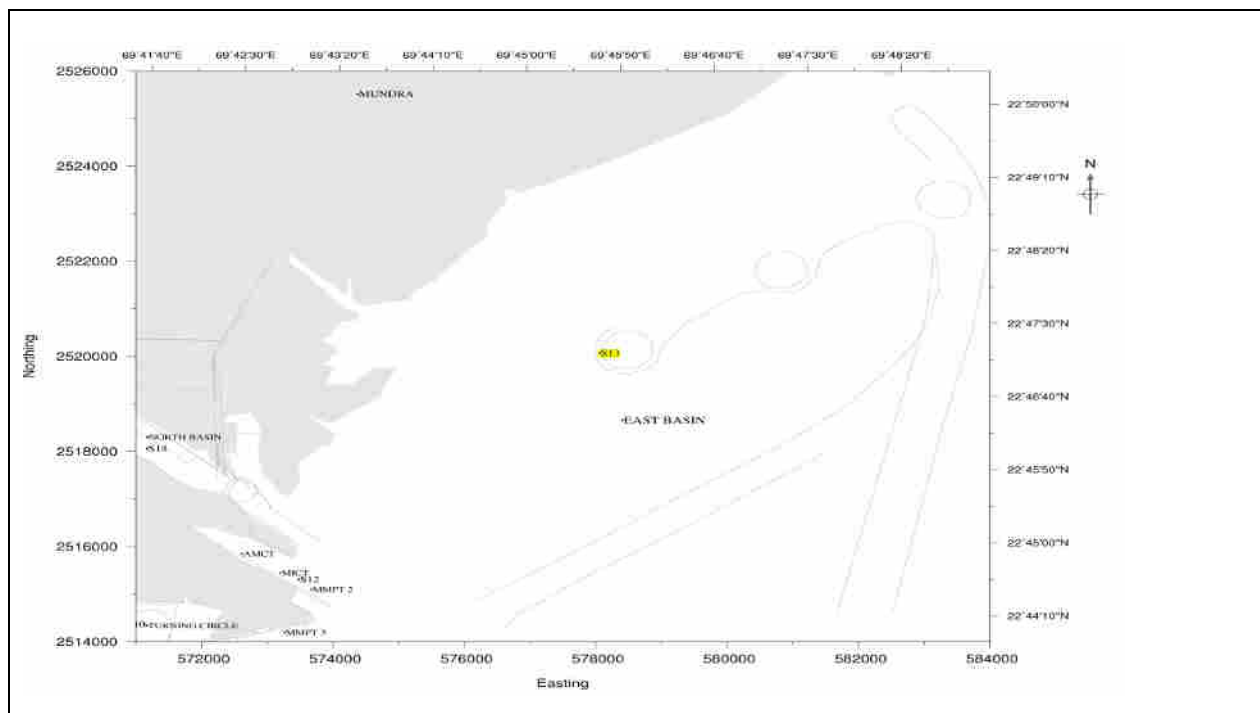 69°41'40"E 69°42'30"E 69°43'20"E 69°44'10"E 69°45'00"E 69°45'50"E 69°46'40"E 69°47'30"E 69°48'20"E
2526000
MUNDRA
22°50'00"N
2524000
22°49'10"N
N
2522000
22°48'20"N
22°47'30"N
Northing
2520000
S13
22°46'40"N
EAST BASIN
2518000
NORTH BASIN
22°45'50"N
2516000
AMCT
22°45'00"N
MICT
S12
MMPT 2
22°44'10"N
TURNING CIRCLE
MMPT 3
2514000
572000 574000 576000 578000 580000 582000 584000
Easting